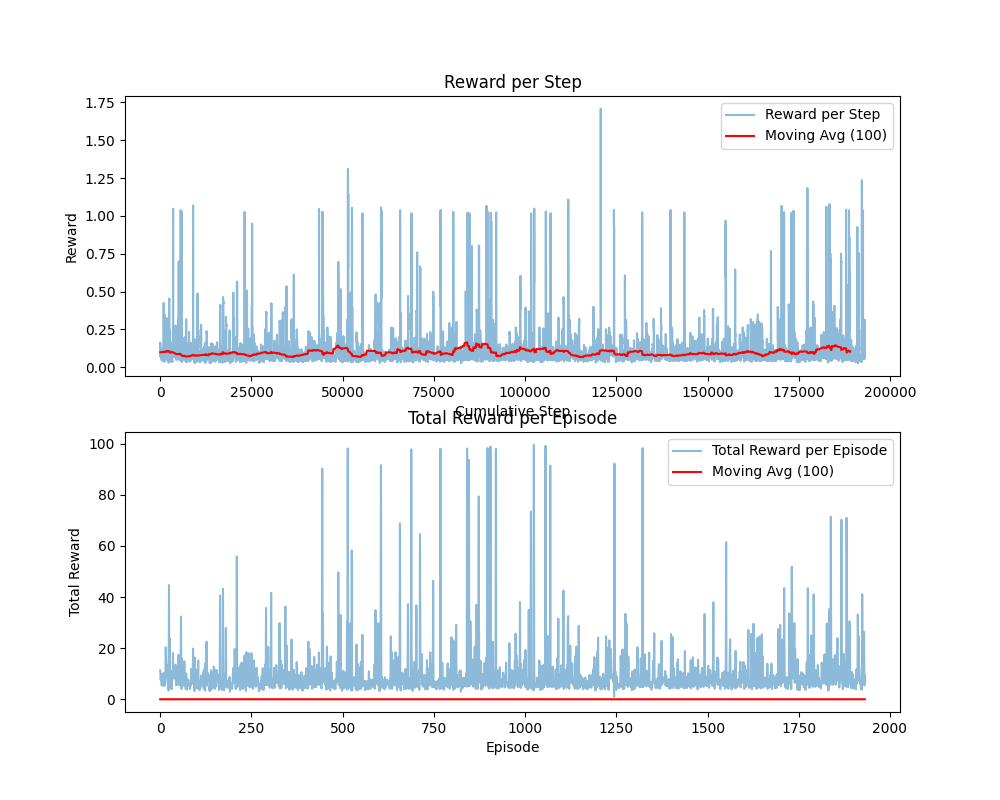 Reward per Step
1.75
1.50
1.25
1.00
0.75
0.50
0.25
0.00
Reward
Reward per Step
Moving Avg (100)
0 25000 50000 75000 100000 125000 150000 175000 200000
Cumulative Step
Total Reward per Episode
100
80
60
40
20
0
Total Reward
Total Reward per Episode
Moving Avg (100)
0 250 500 750 1000 1250 1500 1750 2000
Episode